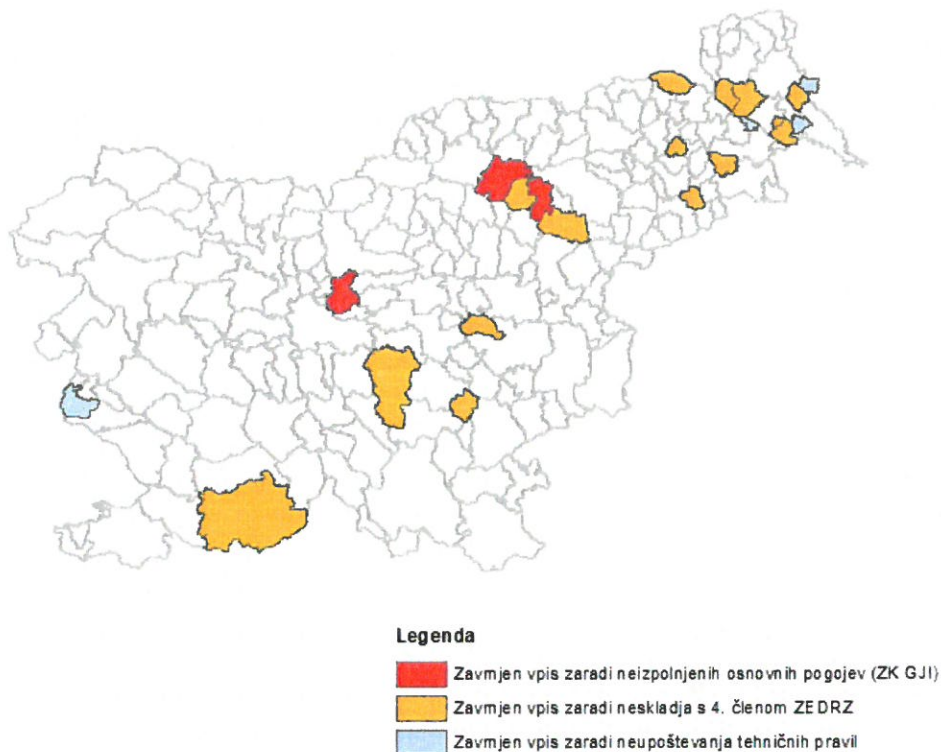 Legenda
Zavrnjen vpis zaradi neizpolnjenih osnovnih pogojev (ZK GJI)
Zavrnjen vpis zaradi neskladja s 4. členom ZEDRZ
Zavrnjen vpis zaradi neupoštevanja tehničnih pravil